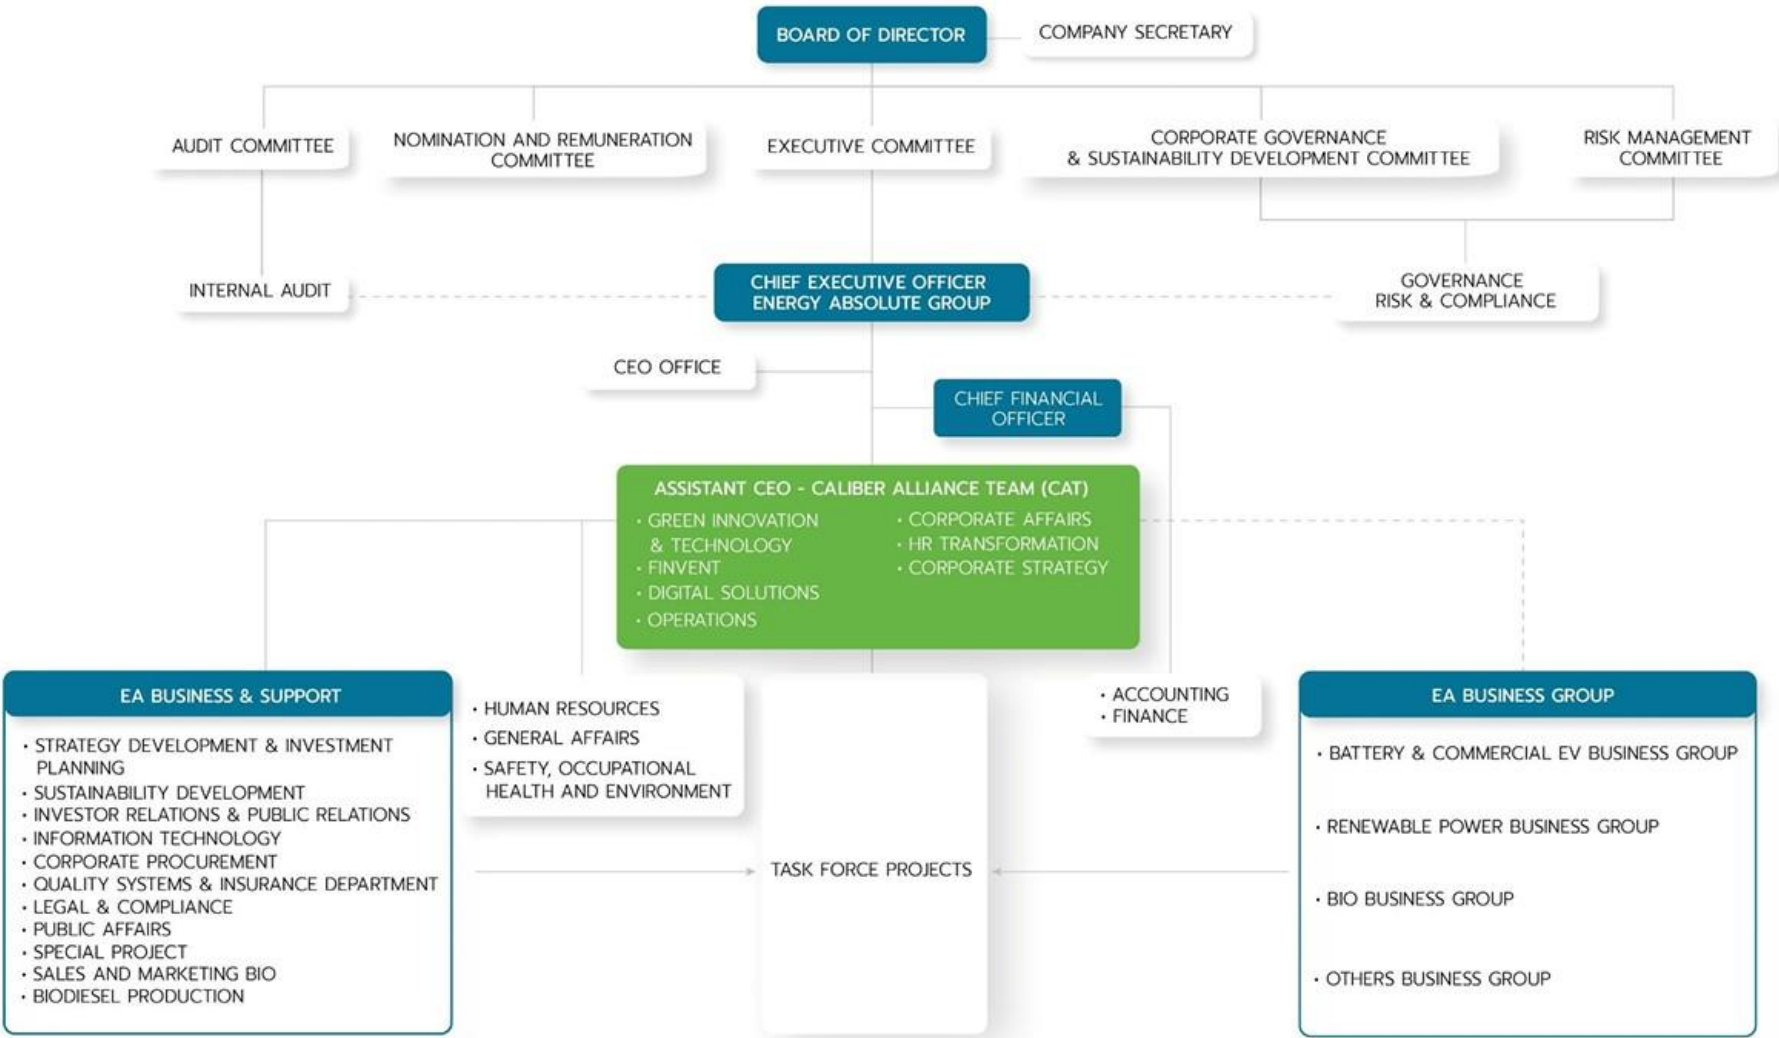 BOARD OF DIRECTOR
COMPANY SECRETARY
AUDIT COMMITTEE
NOMINATION AND REMUNERATION
COMMITTEE
EXECUTIVE COMMITTEE
CORPORATE GOVERNANCE
& SUSTAINABILITY DEVELOPMENT COMMITTEE
RISK MANAGEMENT
COMMITTEE
INTERNAL AUDIT
CHIEF EXECUTIVE OFFICER
ENERGY ABSOLUTE GROUP
GOVERNANCE
RISK & COMPLIANCE
CEO OFFICE
CHIEF FINANCIAL
OFFICER
ASSISTANT CEO - CALIBER ALLIANCE TEAM (CAT)
· GREEN INNOVATION
& TECHNOLOGY
· FINVENT
· DIGITAL SOLUTIONS
· OPERATIONS
· CORPORATE AFFAIRS
· HR TRANSFORMATION
· CORPORATE STRATEGY
EA BUSINESS & SUPPORT
· STRATEGY DEVELOPMENT & INVESTMENT
PLANNING
· SUSTAINABILITY DEVELOPMENT
· INVESTOR RELATIONS & PUBLIC RELATIONS
· INFORMATION TECHNOLOGY
· CORPORATE PROCUREMENT
· QUALITY SYSTEMS & INSURANCE DEPARTMENT
· LEGAL & COMPLIANCE
· PUBLIC AFFAIRS
· SPECIAL PROJECT
· SALES AND MARKETING BIO
· BIODIESEL PRODUCTION
· HUMAN RESOURCES
· GENERAL AFFAIRS
· SAFETY, OCCUPATIONAL
HEALTH AND ENVIRONMENT
TASK FORCE PROJECTS
· ACCOUNTING
· FINANCE
EA BUSINESS GROUP
· BATTERY & COMMERCIAL EV BUSINESS GROUP
· RENEWABLE POWER BUSINESS GROUP
· BIO BUSINESS GROUP
· OTHERS BUSINESS GROUP